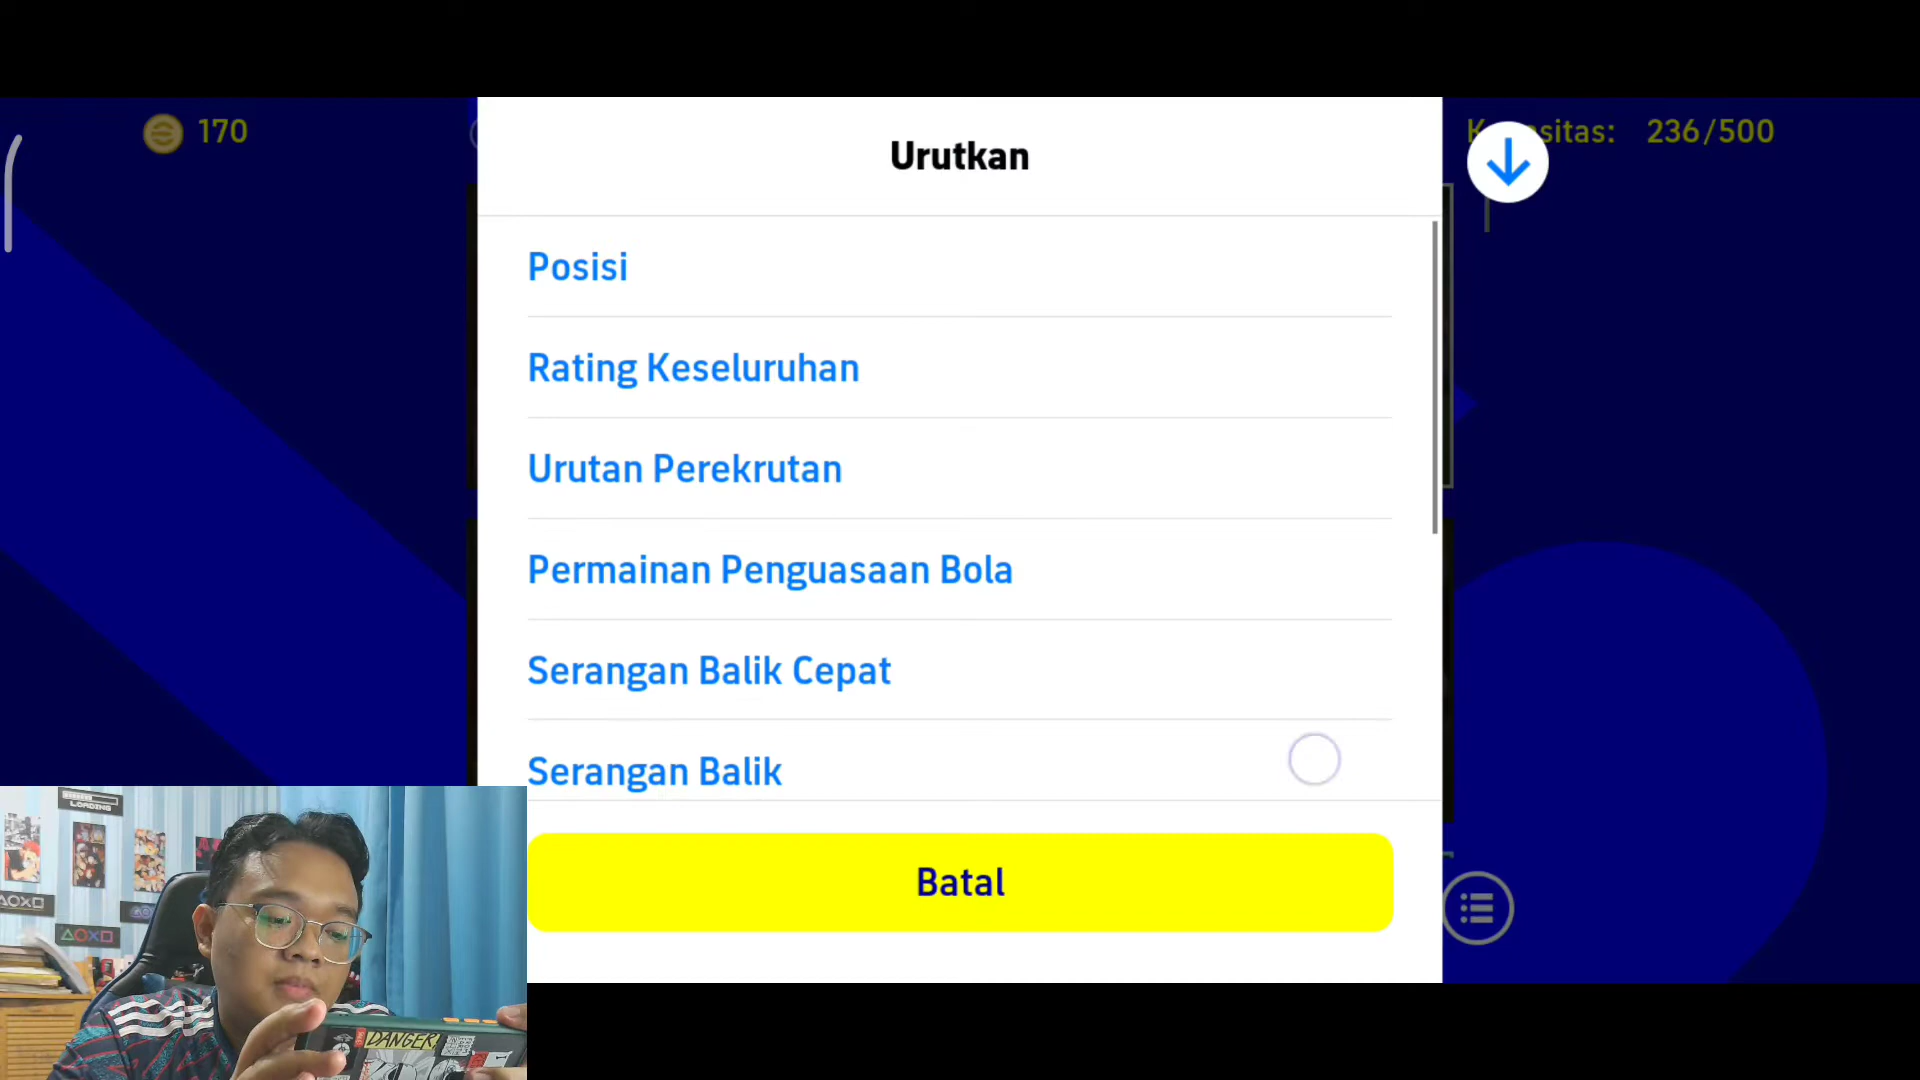 170
Urutkan
236/500
Posisi
Rating Keseluruhan
Urutan Perekrutan
Permainan Penguasaan Bola
Serangan Balik Cepat
Serangan Balik
Batal
LOADING
DANGER!